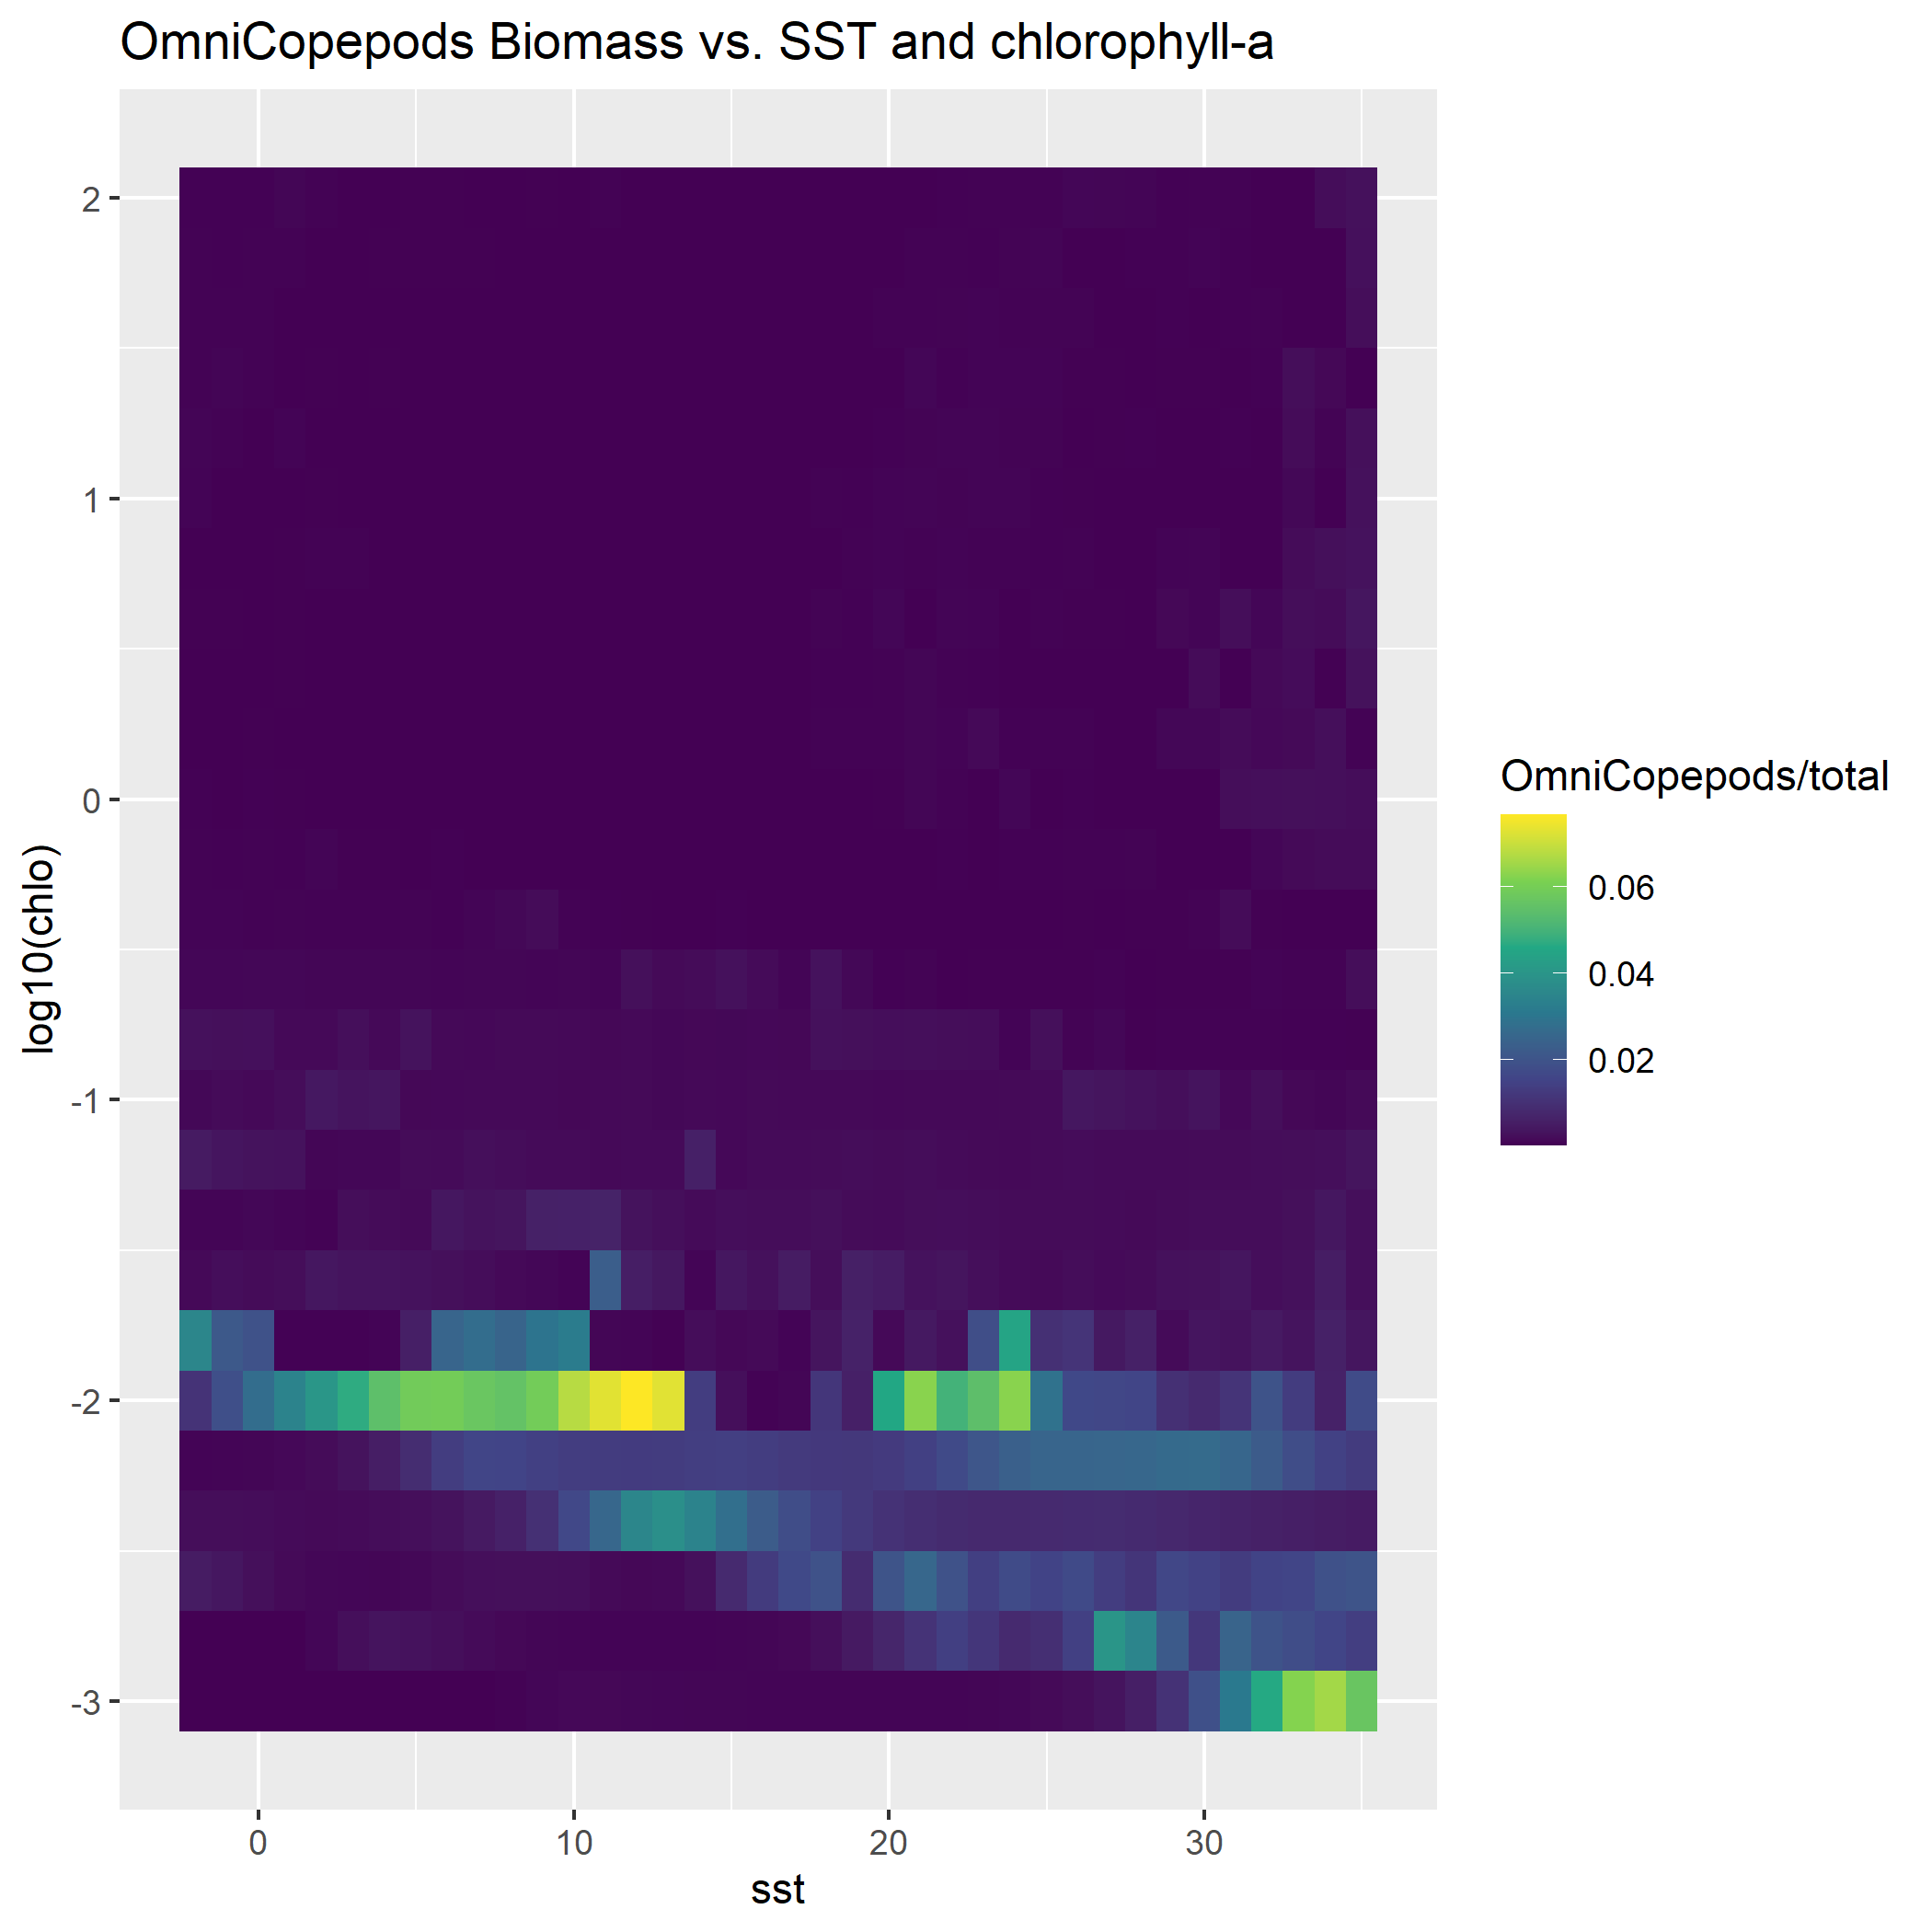 OmniCopepods Biomass vs. SST and chlorophyll-a
2
1
0
-1
-2
-3
log10(chlo)
0 10 20 30
sst
OmniCopepods/total
0.06
0.04
0.02